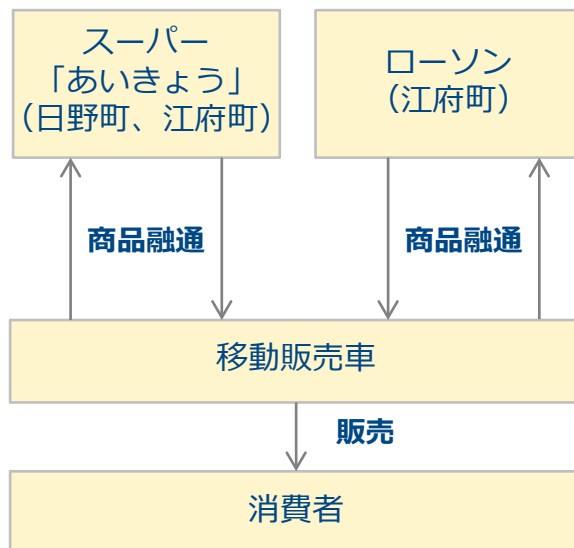 スーパー
「あいきょう」
（日野町、江府町）
ローソン
（江府町）
商品融通
商品融通
移動販売車
販売
消費者